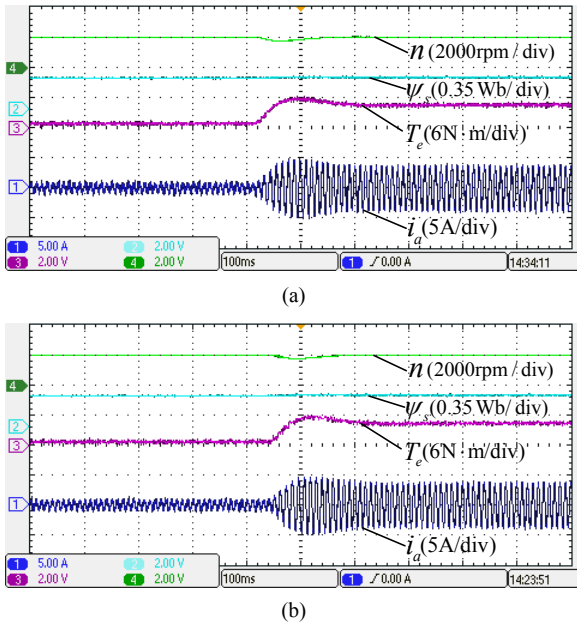 4
n (2000rpm / div)
ψs(0.35 Wb/ div)
2
3
Te(6N · m/div)
1
ia(5A/div)
1 5.00 A 2 2.00 V
3 2.00 V 4 2.00 V
100ms
1 ƒ 0.00 A
14:34:11
(a)
n (2000rpm / div)
4
ψs(0.35 Wb/ div)
2
3
Te(6N · m/div)
1
ia(5A/div)
1 5.00 A 2 2.00 V
3 2.00 V 4 2.00 V
100ms
1 ƒ 0.00 A
14:23:51
(b)